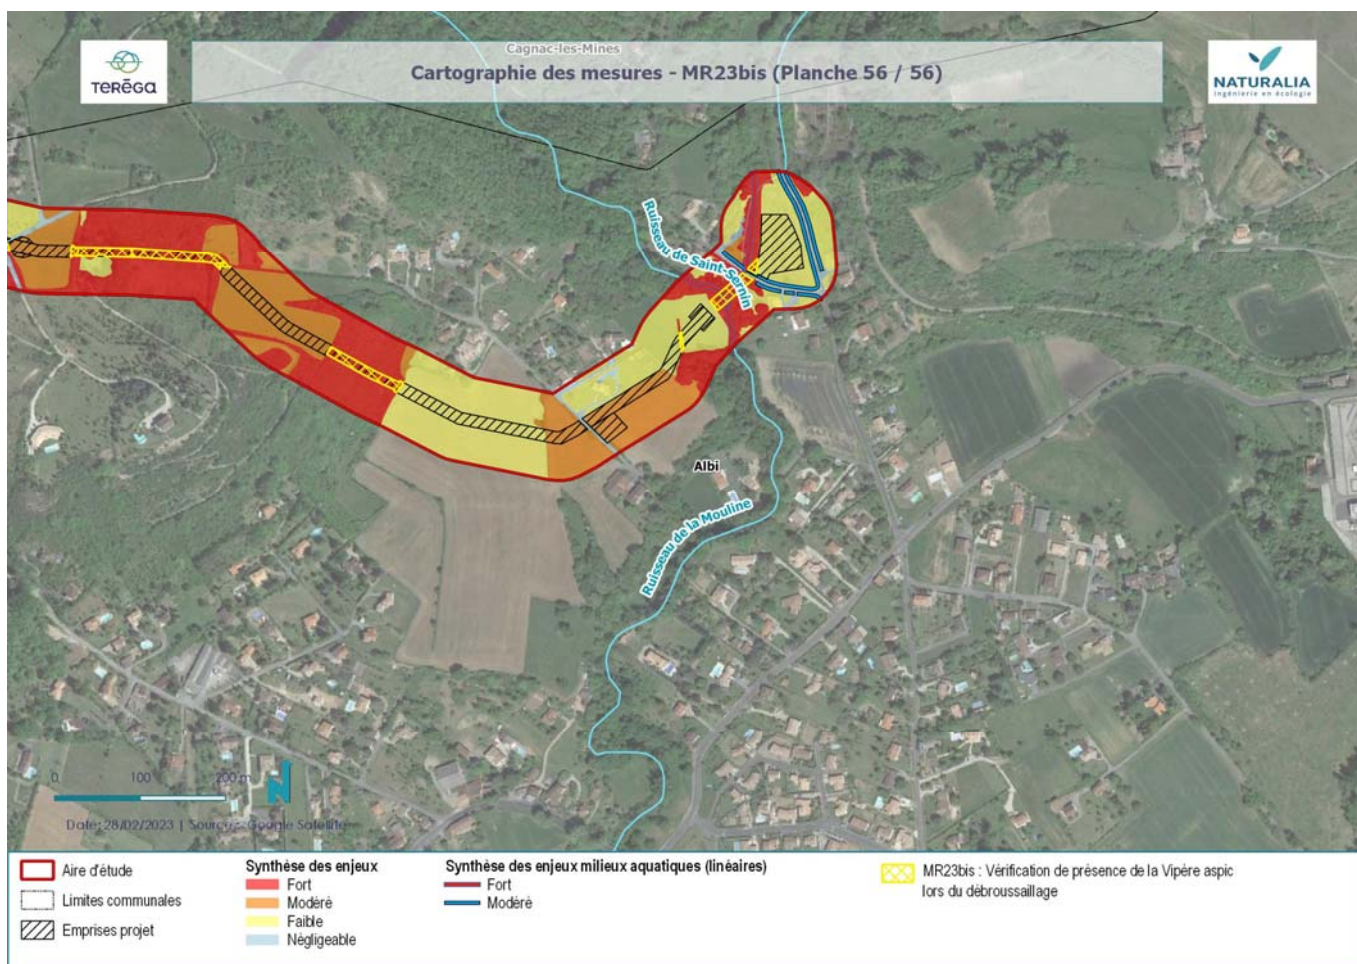 Cagnac-les-Mines
Cartographie des mesures - MR23bis (Planche 56 / 56)
TERĒGA
NATURALIA
ingénierie en écologie
Ruisseau de Saint-Sernin
Albi
Ruisseau de la Mouline
0 100 200 m
N
Date: 28/02/2023 | Source : Google Satellite
Aire d'étude
Limites communales
Emprises projet
Synthèse des enjeux
Fort
Modéré
Faible
Négligeable
Synthèse des enjeux milieux aquatiques (linéaires)
Fort
Modéré
MR23bis : Vérification de présence de la Vipère aspic
lors du débroussaillage